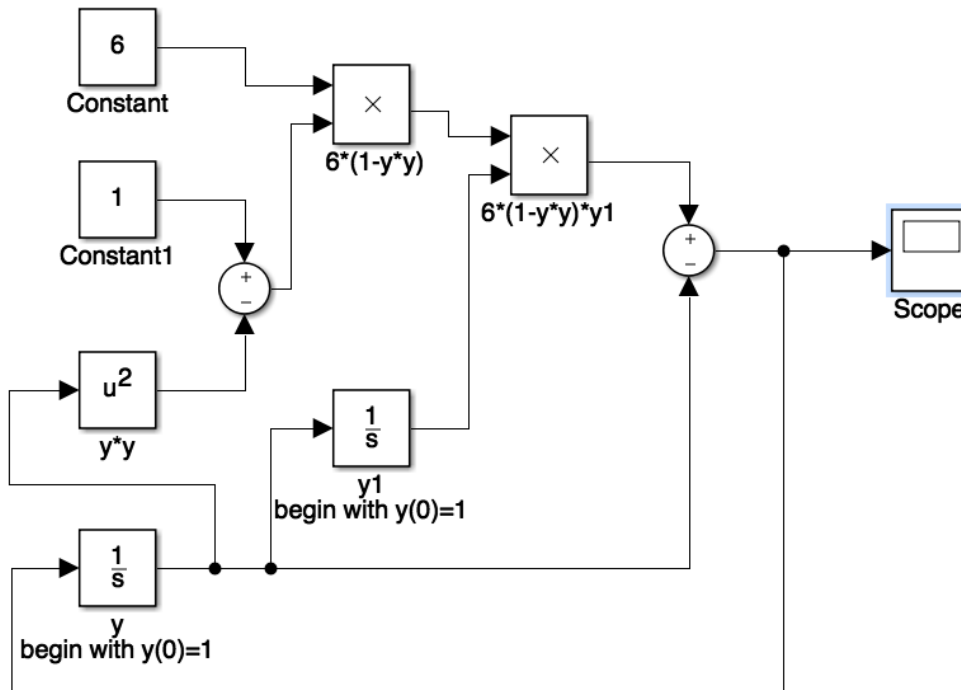 6
Constant
×
6*(1-y*y)
×
6*(1-y*y)*y1
1
Constant1
+
−
+
−
Scope
u²
y*y
1
s
y1
begin with y(0)=1
1
s
y
begin with y(0)=1